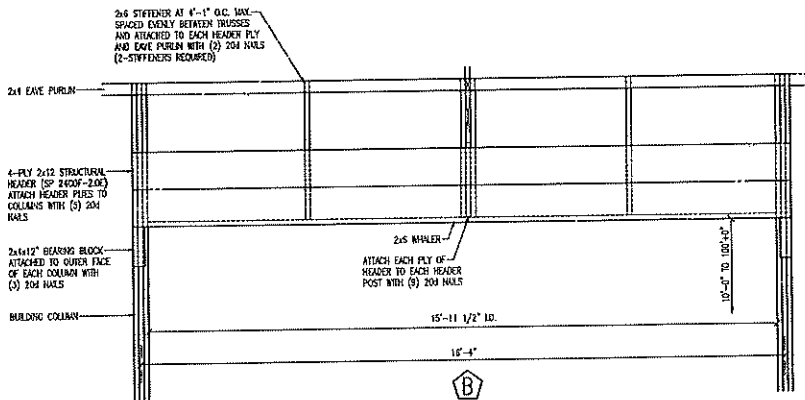 2x6 STIFFENER AT 4'-1" O.C. MAX.
SPACED EVENLY BETWEEN TRUSSES
AND ATTACHED TO EACH HEADER PLY
AND EAVE PURLIN WITH (2) 20d NAILS
(2-STIFFENERS REQUIRED)
2x4 EAVE PURLIN
4-PLY 2x12 STRUCTURAL
HEADER (SP 2400F-2.0E)
ATTACH HEADER PLIES TO
COLUMNS WITH (3) 20d
NAILS
2x6 WHALER
2x6x12" BEARING BLOCK
ATTACHED TO OUTER FACE
OF EACH COLUMN WITH
(3) 20d NAILS
ATTACH EACH PLY OF
HEADER TO EACH HEADER
POST WITH (9) 20d NAILS
10'-0" TO 100'+0"
BUILDING COLUMN
15'-11 1/2" I.D.
16'-4"
B